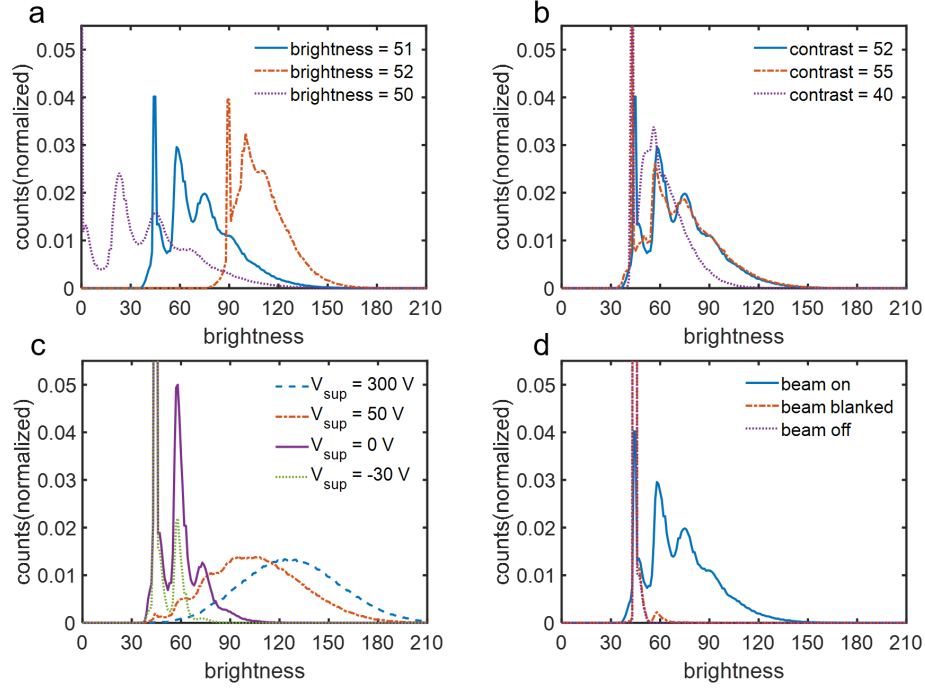 a
0.05
0.04
0.03
0.02
0.01
0
0 30 60 90 120 150 180 210
counts(normalized)
brightness
brightness = 51
brightness = 52
brightness = 50
b
0.05
0.04
0.03
0.02
0.01
0
0 30 60 90 120 150 180 210
counts(normalized)
brightness
contrast = 52
contrast = 55
contrast = 40
c
0.05
0.04
0.03
0.02
0.01
0
0 30 60 90 120 150 180 210
counts(normalized)
brightness
V_sup = 300 V
V_sup = 50 V
V_sup = 0 V
V_sup = -30 V
d
0.05
0.04
0.03
0.02
0.01
0
0 30 60 90 120 150 180 210
counts(normalized)
brightness
beam on
beam blanked
beam off